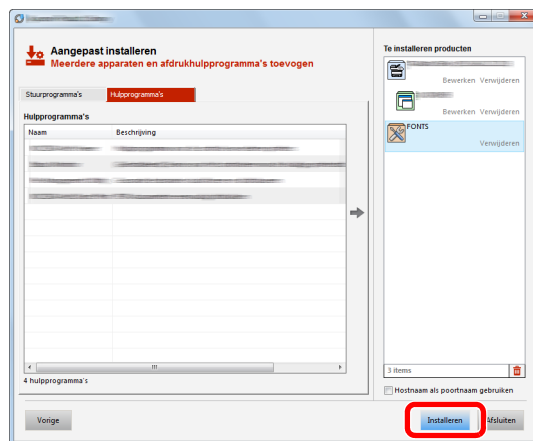 Aangepast installeren
Meerdere apparaten en afdrukhulpprogramma's toevogen
Stuurprogramma's
Hulpprogramma's
Hulpprogramma's
Naam
Beschrijving
4 hulpprogramma's
Te installeren producten
Bewerken Verwijderen
Bewerken Verwijderen
FONTS
Verwijderen
3 items
Hostnaam als poortnaam gebruiken
Vorige
Installeren
Afsluiten